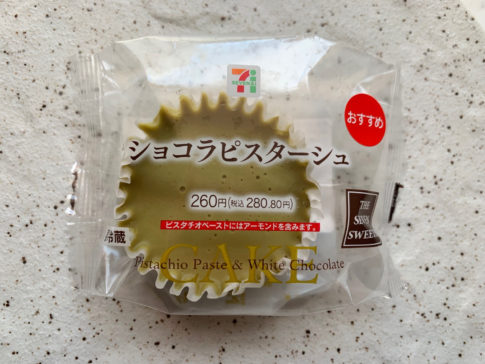 7
おすすめ
ショコラピスターシュ
260円(税込280.80円)
ピスタチオペーストにはアーモンドを含みます。
冷蔵
THE
SWEET
CAKE
Pistachio Paste & White Chocolate